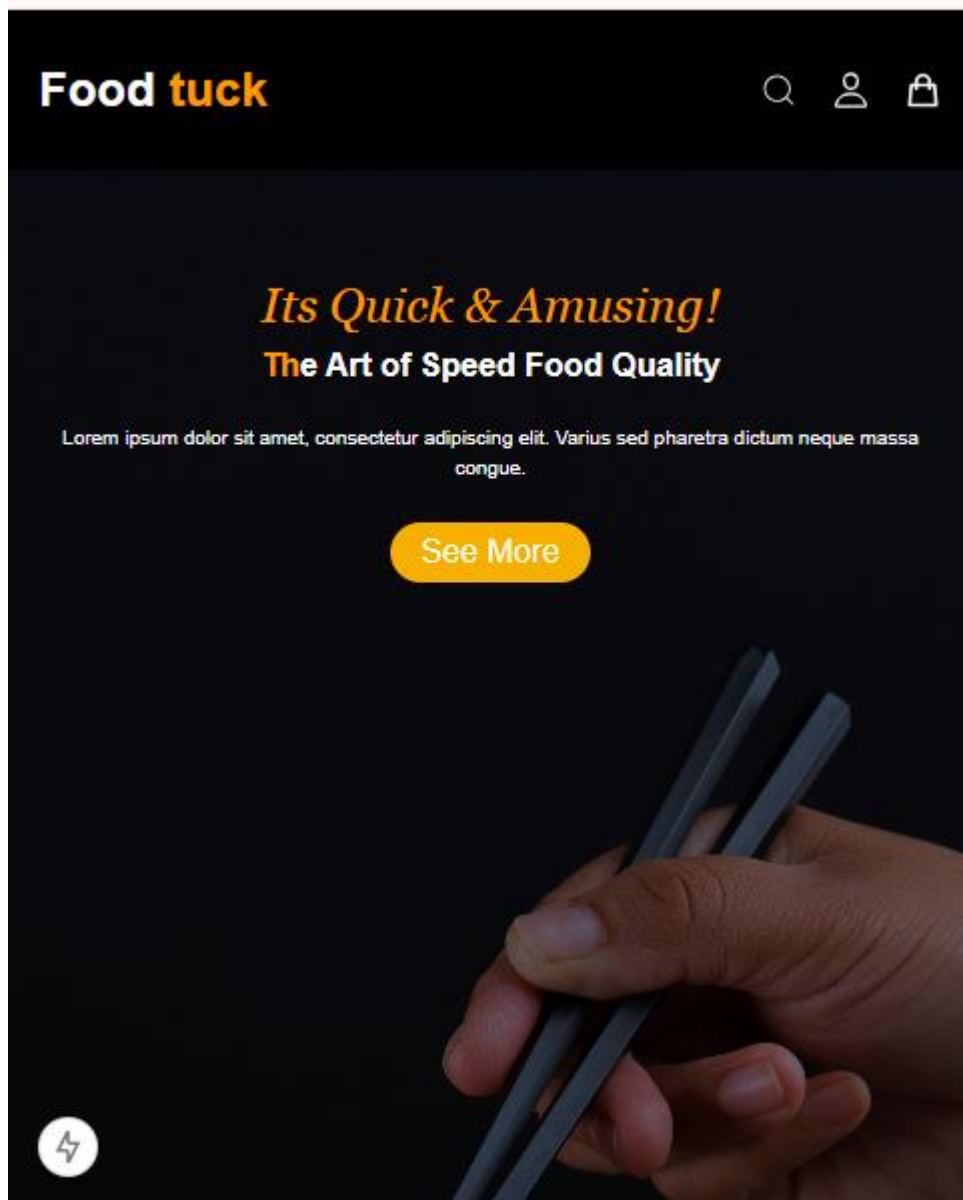 Food tuck
Its Quick & Amusing!
The Art of Speed Food Quality
Lorem ipsum dolor sit amet, consectetur adipiscing elit. Varius sed pharetra dictum neque massa
congue.
See More